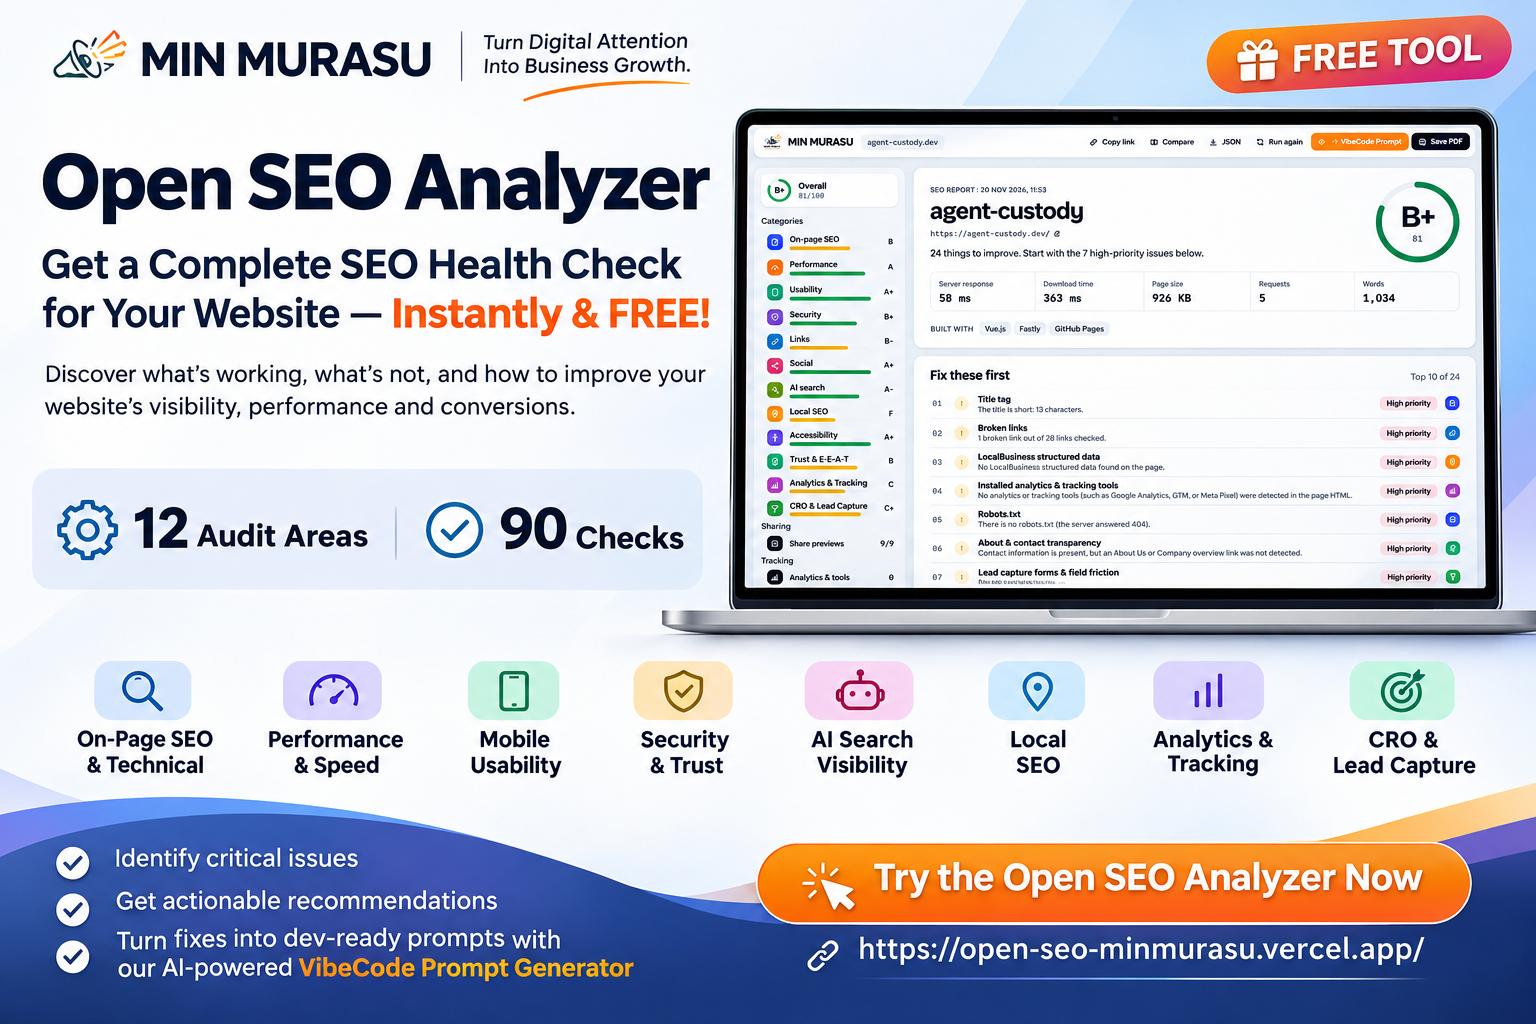 MIN MURASU
Turn Digital Attention
Into Business Growth.
FREE TOOL
Open SEO Analyzer
Get a Complete SEO Health Check
for Your Website — Instantly & FREE!
Discover what's working, what's not, and how to improve your
website's visibility, performance and conversions.
12 Audit Areas
90 Checks
MIN MURASU
agent-custody.dev
Copy link
Compare
JSON
Run again
VibeCode Prompt
Save PDF
B+
Overall
81/100
Categories
On-page SEO B
Performance A
Usability A+
Security B+
Links B-
Social A+
AI search A-
Local SEO F
Accessibility A+
Trust & E-E-A-T B
Analytics & Tracking C
CRO & Lead Capture C+
Sharing
Share previews 9/9
Tracking
Analytics & tools 0
SEO REPORT: 20 NOV 2026, 11:53
agent-custody
https://agent-custody.dev/
24 things to improve. Start with the 7 high-priority issues below.
B+
81
Server response
58 ms
Download time
363 ms
Page size
926 KB
Requests
5
Words
1,034
BUILT WITH Vue.js Fastly GitHub Pages
Fix these first
Top 10 of 24
01 ! Title tag High priority
The title is short: 13 characters.
02 ! Broken links High priority
1 broken link out of 28 links checked.
03 ! LocalBusiness structured data High priority
No LocalBusiness structured data found on the page.
04 ! Installed analytics & tracking tools High priority
No analytics or tracking tools (such as Google Analytics, GTM, or Meta Pixel) were detected in the page HTML.
05 ! Robots.txt High priority
There is no robots.txt (the server answered 404).
06 ! About & contact transparency High priority
Contact information is present, but an About Us or Company overview link was not detected.
07 ! Lead capture forms & field friction High priority
On-Page SEO
& Technical
Performance
& Speed
Mobile
Usability
Security
& Trust
AI Search
Visibility
Local
SEO
Analytics &
Tracking
CRO &
Lead Capture
Identify critical issues
Get actionable recommendations
Turn fixes into dev-ready prompts with
our AI-powered VibeCode Prompt Generator
Try the Open SEO Analyzer Now
https://open-seo-minmurasu.vercel.app/